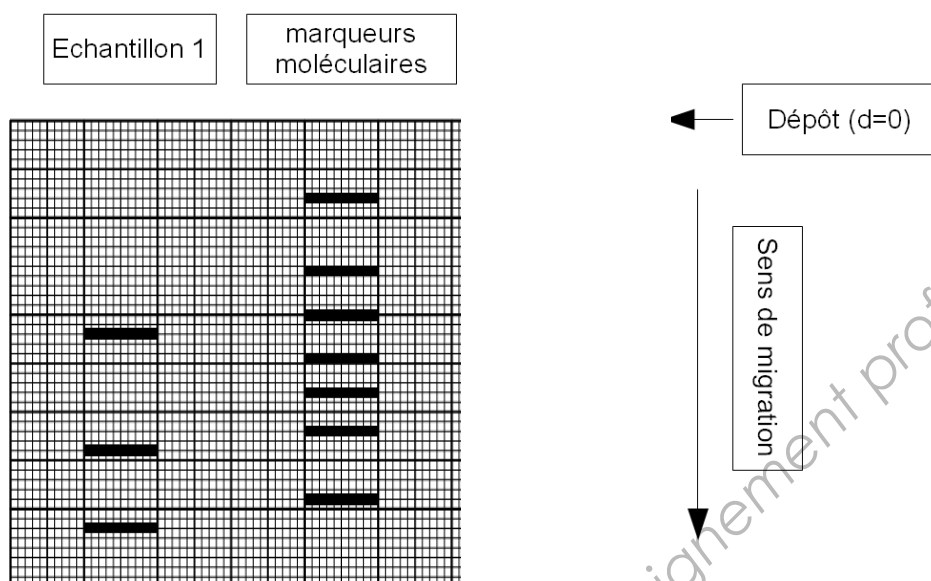 Echantillon 1
marqueurs
moléculaires
Dépôt (d=0)
Sens de migration